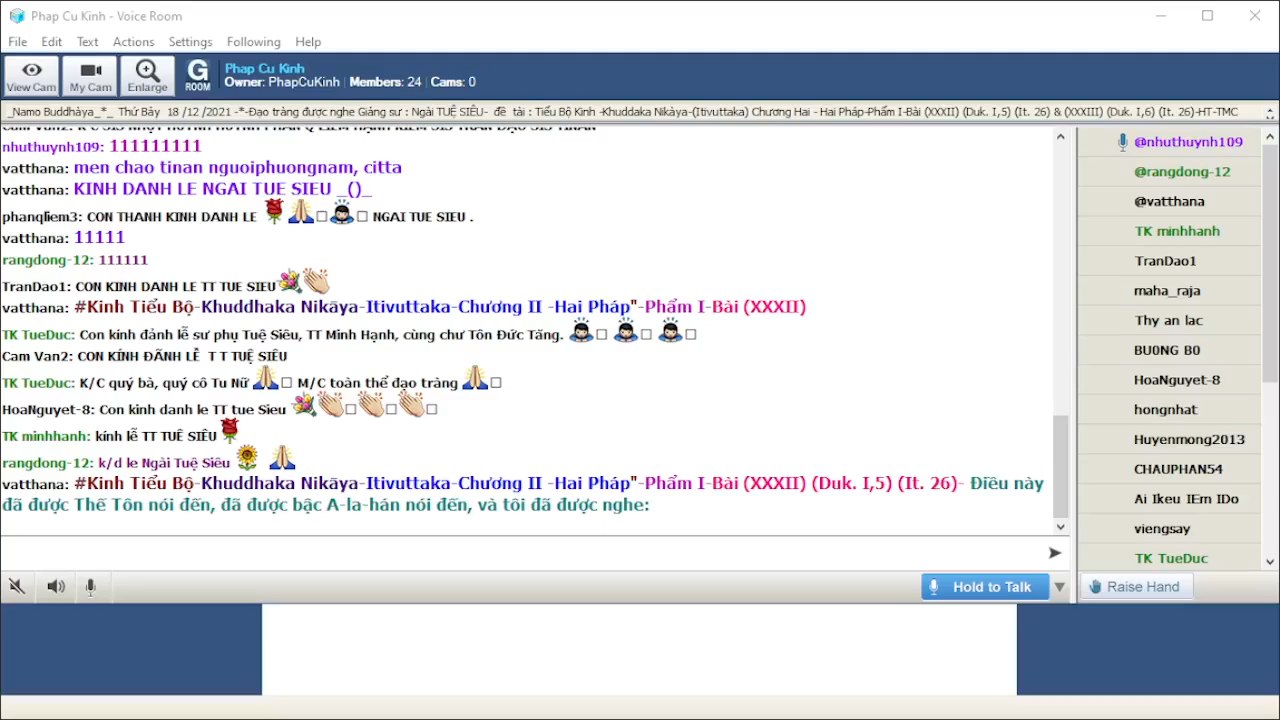 Phap Cu Kinh - Voice Room
File Edit Text Actions Settings Following Help
View Cam My Cam Enlarge G ROOM
Phap Cu Kinh
Owner: PhapCuKinh Members: 24 Cams: 0
_Namo Buddhàya_*_ Thứ Bảy 18 /12 /2021 -*-Đạo tràng được nghe Giảng sư : Ngài TUỆ SIÊU- đề tài : Tiểu Bộ Kinh -Khuddaka Nikàya-(Itivuttaka) Chương Hai - Hai Pháp-Phẩm I-Bài (XXXII) (Duk. I,5) (It. 26) & (XXXIII) (Duk. I,6) (It. 26)-HT-TMC
nhuthuynh109: 111111111
vatthana: men chao tinan nguoiphuongnam, citta
vatthana: KINH DANH LE NGAI TUE SIEU _()_
phanqliem3: CON THANH KINH DANH LE 🌹🙏 🙇 NGAI TUE SIEU .
vatthana: 11111
rangdong-12: 111111
TranDao1: CON KINH DANH LE TT TUE SIEU💐👏
vatthana: #Kinh Tiểu Bộ-Khuddhaka Nikāya-Itivuttaka-Chương II -Hai Pháp"-Phẩm I-Bài (XXXII)
TK TueDuc: Con kính đảnh lễ sư phụ Tuệ Siêu, TT Minh Hạnh, cùng chư Tôn Đức Tăng. 🙇 🙇 🙇
Cam Van2: CON KÍNH ĐÃNH LỄ T T TUỆ SIÊU
TK TueDuc: K/C quý bà, quý cô Tu Nữ 🙏 M/C toàn thể đạo tràng 🙏
HoaNguyet-8: Con kinh danh le TT tue Sieu 💐👏👏👏
TK minhhanh: kính lễ TT TUÊ SIÊU 🌹
rangdong-12: k/d le Ngài Tuệ Siêu 🌻 🙏
vatthana: #Kinh Tiểu Bộ-Khuddhaka Nikāya-Itivuttaka-Chương II -Hai Pháp"-Phẩm I-Bài (XXXII) (Duk. I,5) (It. 26)- Điều này
đã được Thế Tôn nói đến, đã được bậc A-la-hán nói đến, và tôi đã được nghe:
@nhuthuynh109
@rangdong-12
@vatthana
TK minhhanh
TranDao1
maha_raja
Thy an lac
BU0NG B0
HoaNguyet-8
hongnhat
Huyenmong2013
CHAUPHAN54
Ai Ikeu IErn IDo
viengsay
TK TueDuc
Hold to Talk
Raise Hand